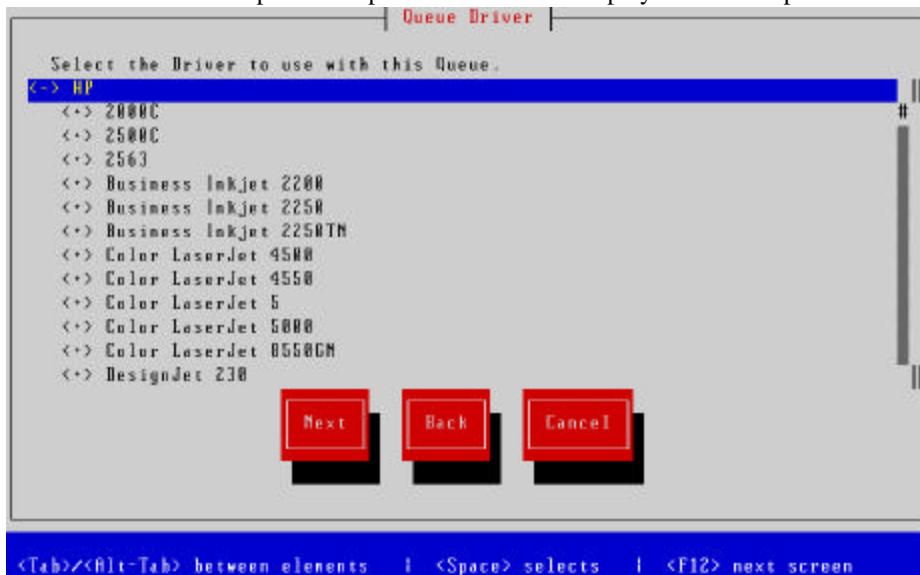 Queue Driver
Select the Driver to use with this Queue.
<-> HP
<+> 2000C
<+> 2500C
<+> 2563
<+> Business Inkjet 2200
<+> Business Inkjet 2250
<+> Business Inkjet 2250TN
<+> Color LaserJet 4500
<+> Color LaserJet 4550
<+> Color LaserJet 5
<+> Color LaserJet 5000
<+> Color LaserJet 8550GN
<+> DesignJet 230
#
Next Back Cancel
<Tab>/<Alt-Tab> between elements | <Space> selects | <F12> next screen